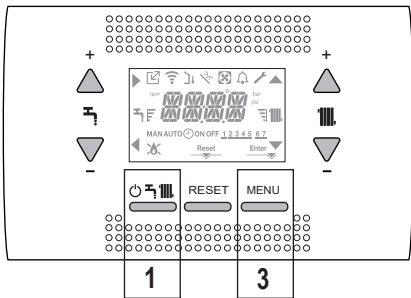 + +
rpm bar
psi
MAN AUTO ON OFF 1 2 3 4 5 6 7
Reset Enter
- -
RESET MENU
1 3